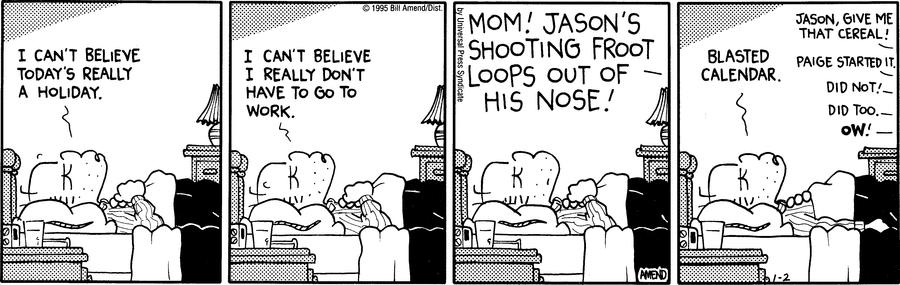 I CAN'T BELIEVE
TODAY'S REALLY
A HOLIDAY.
© 1995 Bill Amend/Dist.
I CAN'T BELIEVE
I REALLY DON'T
HAVE TO GO TO
WORK.
by Universal Press Syndicate
MOM! JASON'S
SHOOTING FROOT
LOOPS OUT OF
HIS NOSE!
AMEND
BLASTED
CALENDAR.
JASON, GIVE ME
THAT CEREAL!
PAIGE STARTED IT.
DID NOT!
DID TOO.
OW!
1-2